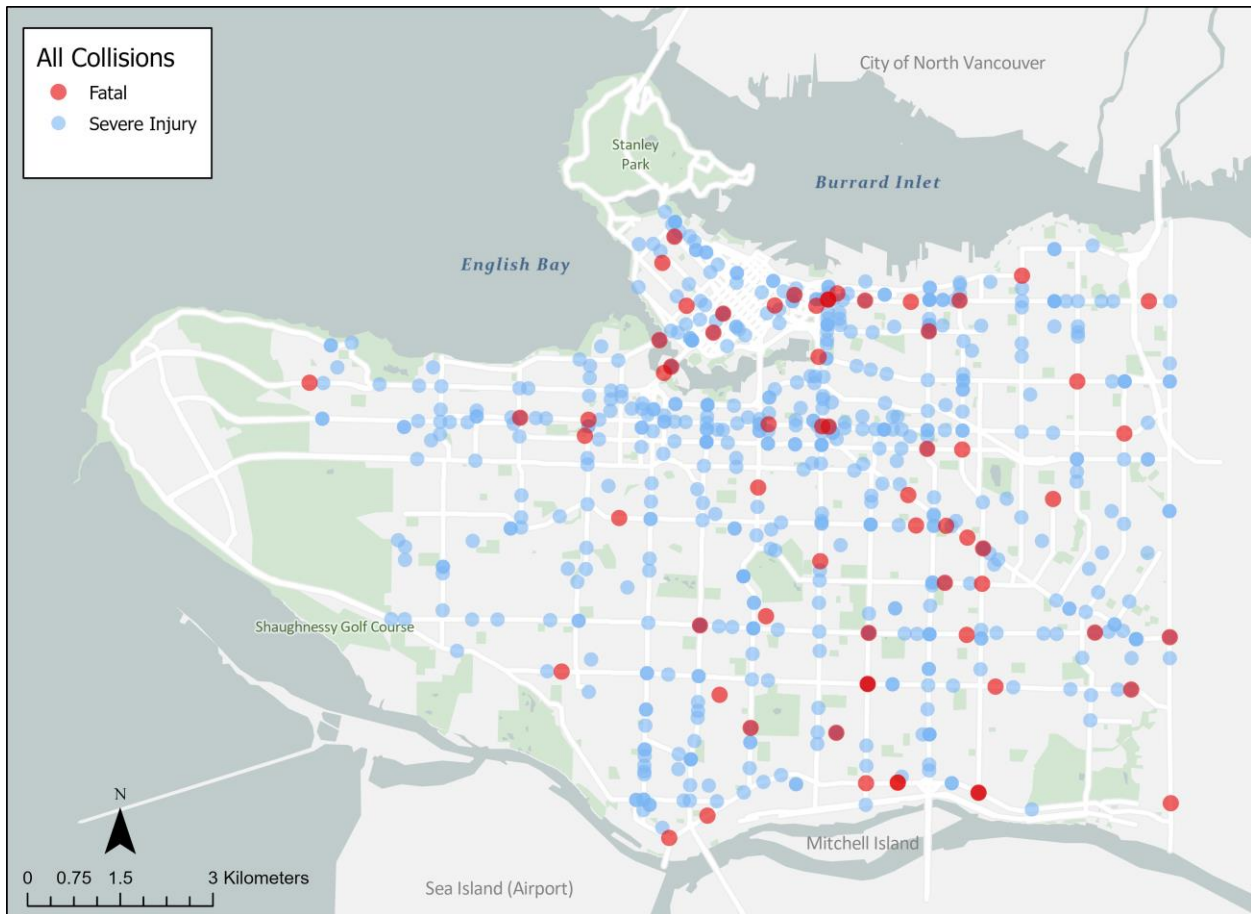 All Collisions
Fatal
Severe Injury
City of North Vancouver
Stanley
Park
Burrard Inlet
English Bay
Shaughnessy Golf Course
Mitchell Island
Sea Island (Airport)
N
0 0.75 1.5 3 Kilometers